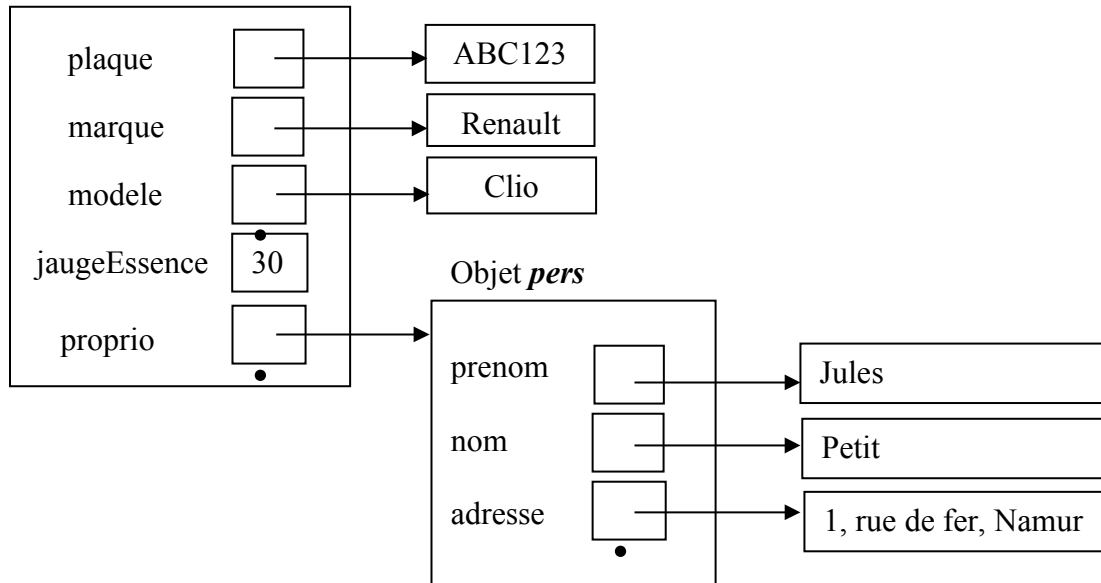 plaque
ABC123
marque
Renault
modele
Clio
jaugeEssence
30
Objet pers
proprio
prenom
Jules
nom
Petit
adresse
1, rue de fer, Namur